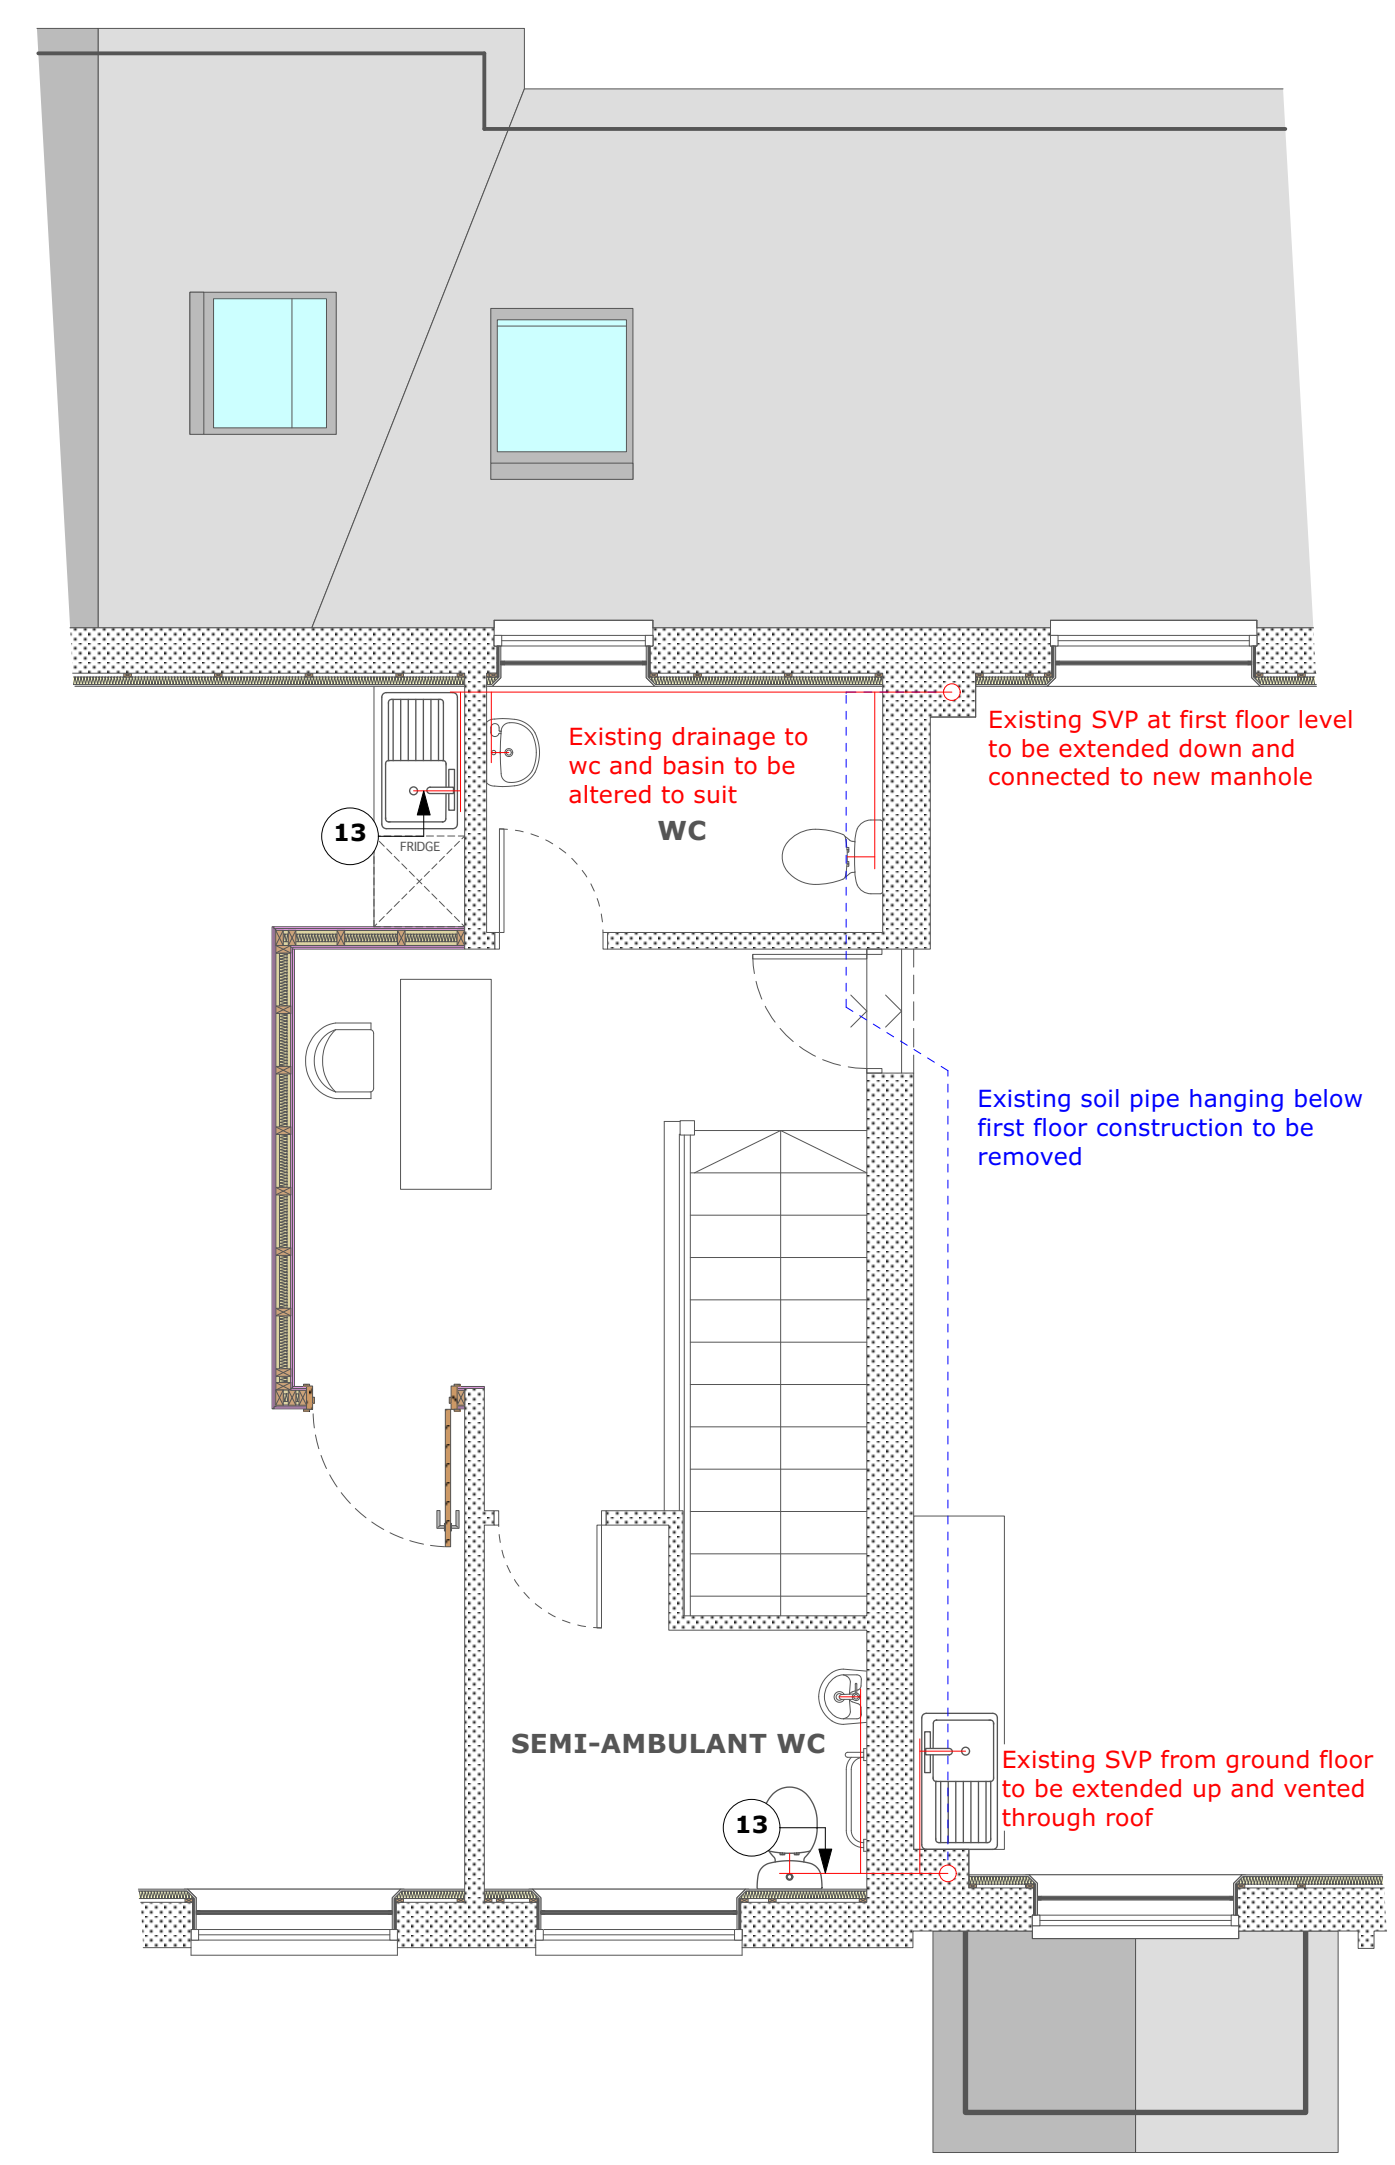 Existing drainage to
wc and basin to be
altered to suit
WC
Existing SVP at first floor level
to be extended down and
connected to new manhole
13
FRIDGE
Existing soil pipe hanging below
first floor construction to be
removed
SEMI-AMBULANT WC
13
Existing SVP from ground floor
to be extended up and vented
through roof